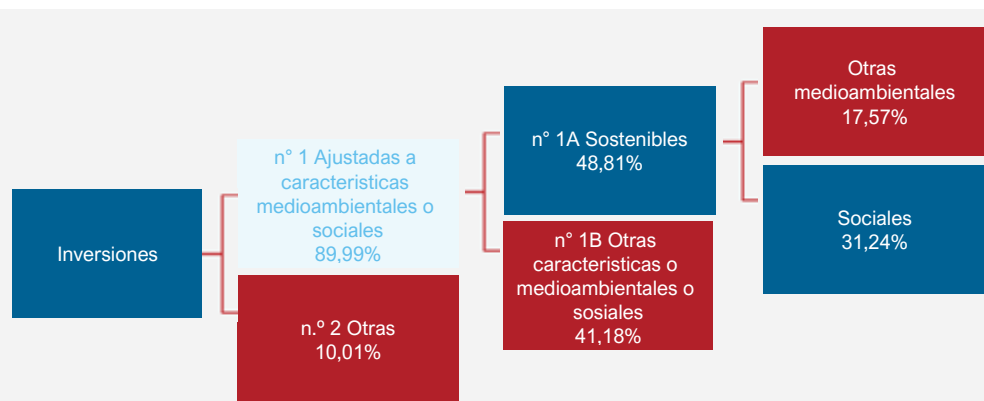 Inversiones
n° 1 Ajustadas a
caracteristicas
medioambientales o
sociales
89,99%
n.º 2 Otras
10,01%
n° 1A Sostenibles
48,81%
n° 1B Otras
caracteristicas o
medioambientales o
sosiales
41,18%
Otras
medioambientales
17,57%
Sociales
31,24%